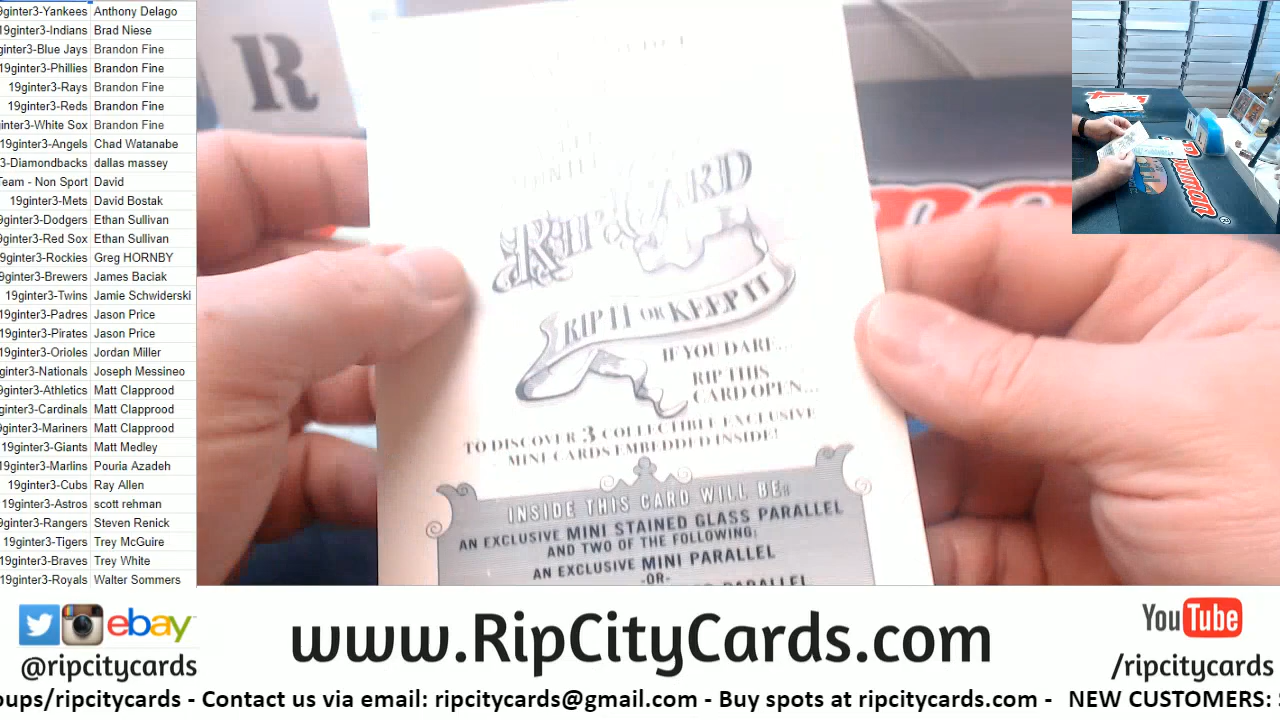 9ginter3-Yankees Anthony Delago
19ginter3-Indians Brad Niese
ginter3-Blue Jays Brandon Fine
19ginter3-Phillies Brandon Fine
19ginter3-Rays Brandon Fine
19ginter3-Reds Brandon Fine
ginter3-White Sox Brandon Fine
19ginter3-Angels Chad Watanabe
3-Diamondbacks dallas massey
Team - Non Sport David
19ginter3-Mets David Bostak
9ginter3-Dodgers Ethan Sullivan
9ginter3-Red Sox Ethan Sullivan
9ginter3-Rockies Greg HORNBY
9ginter3-Brewers James Baciak
19ginter3-Twins Jamie Schwiderski
19ginter3-Padres Jason Price
19ginter3-Pirates Jason Price
19ginter3-Orioles Jordan Miller
ginter3-Nationals Joseph Messineo
9ginter3-Athletics Matt Clapprood
ginter3-Cardinals Matt Clapprood
ginter3-Mariners Matt Clapprood
19ginter3-Giants Matt Medley
9ginter3-Marlins Pouria Azadeh
19ginter3-Cubs Ray Allen
19ginter3-Astros scott rehman
9ginter3-Rangers Steven Renick
19ginter3-Tigers Trey McGuire
19ginter3-Braves Trey White
19ginter3-Royals Walter Sommers
R
RIP CARD
RIP IT OR KEEP IT
IF YOU DARE...
RIP THIS
CARD OPEN...
TO DISCOVER 3 COLLECTIBLE EXCLUSIVE
MINI CARDS EMBEDDED INSIDE!
INSIDE THIS CARD WILL BE:
AN EXCLUSIVE MINI STAINED GLASS PARALLEL
AND TWO OF THE FOLLOWING:
AN EXCLUSIVE MINI PARALLEL
-OR-
PARALLEL
Bowman
ebay
@ripcitycards
www.RipCityCards.com
YouTube
/ripcitycards
oups/ripcitycards - Contact us via email: ripcitycards@gmail.com - Buy spots at ripcitycards.com - NEW CUSTOMERS: